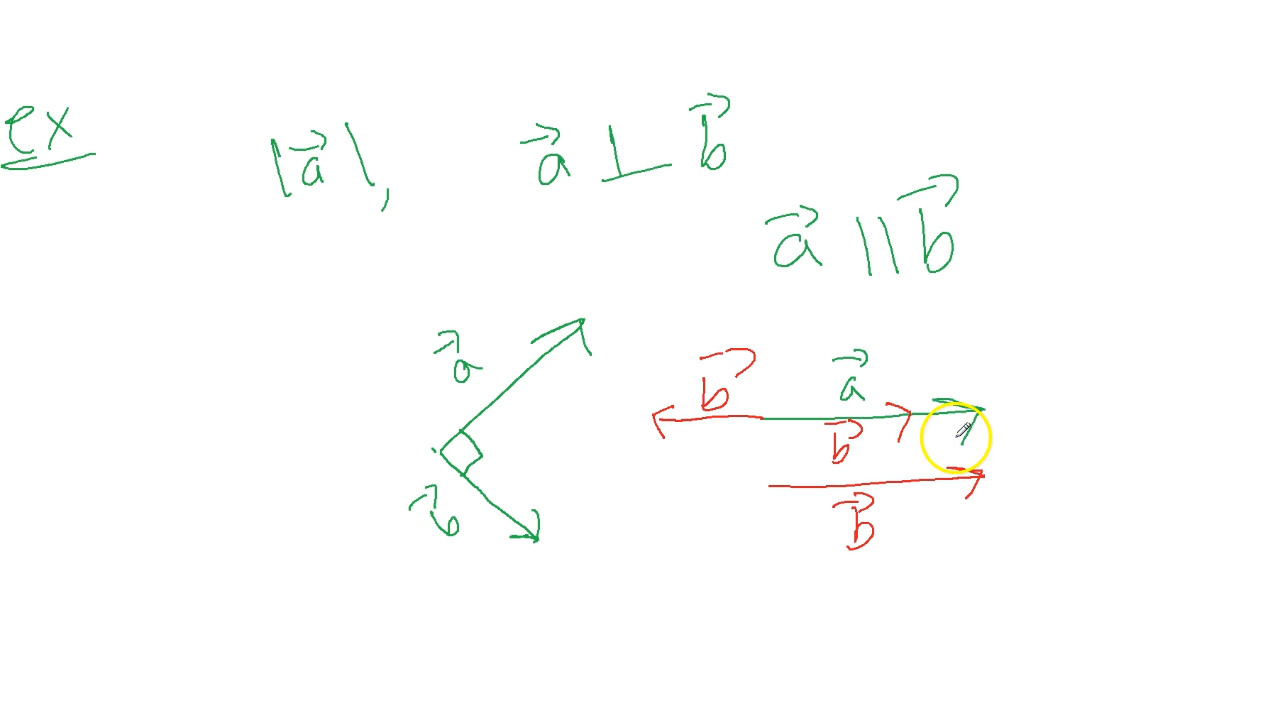 ex
|a⃗|, a⃗ ⊥ b⃗
a⃗ ∥ b⃗
a⃗
b⃗
b⃗
a⃗
b⃗
b⃗